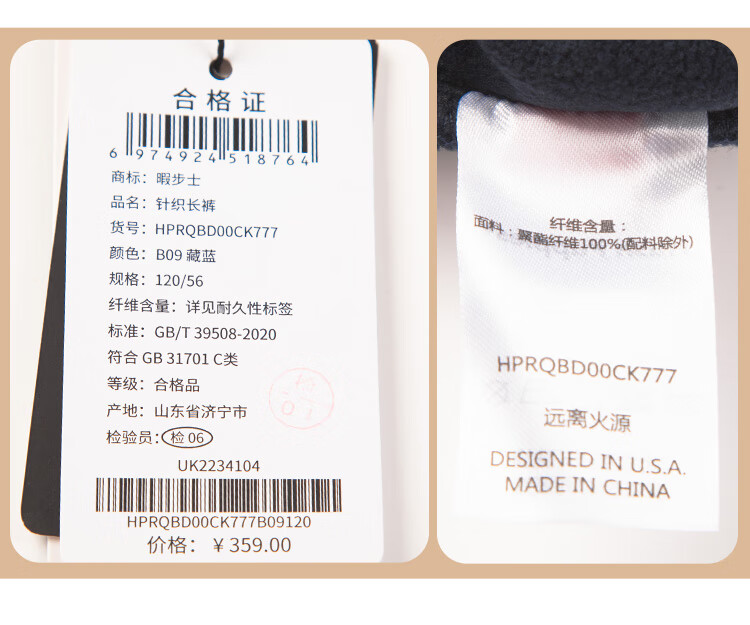 合格证
6 974924 518764
商标：暇步士
品名：针织长裤
货号：HPRQBD00CK777
颜色：B09 藏蓝
规格：120/56
纤维含量：详见耐久性标签
标准：GB/T 39508-2020
符合 GB 31701 C类
等级：合格品
产地：山东省济宁市
检验员：检 06
UK2234104
HPRQBD00CK777B09120
价格：￥359.00
纤维含量：
面料：聚酯纤维100%(配料除外)
HPRQBD00CK777
远离火源
DESIGNED IN U.S.A.
MADE IN CHINA